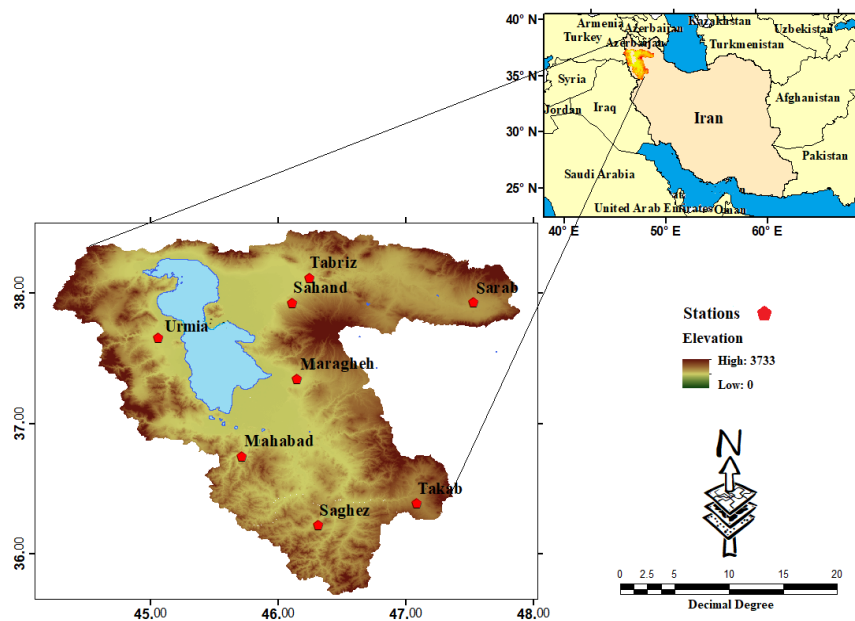 40° N
35° N
30° N
25° N
Armenia
Kazakhstan
Azerbaijan
Uzbekistan
Turkey
Azerbaijan
Turkmenistan
Syria
Afghanistan
Jordan
Iraq
Iran
Pakistan
Saudi Arabia
United Arab Emirates
Oman
40° E
50° E
60° E
38.00
37.00
36.00
Tabriz
Sahand
Sarab
Urmia
Maragheh
Mahabad
Takab
Saghez
45.00
46.00
47.00
48.00
Stations
Elevation
High: 3733
Low: 0
N
0 2.5 5 10 15 20
Decimal Degree